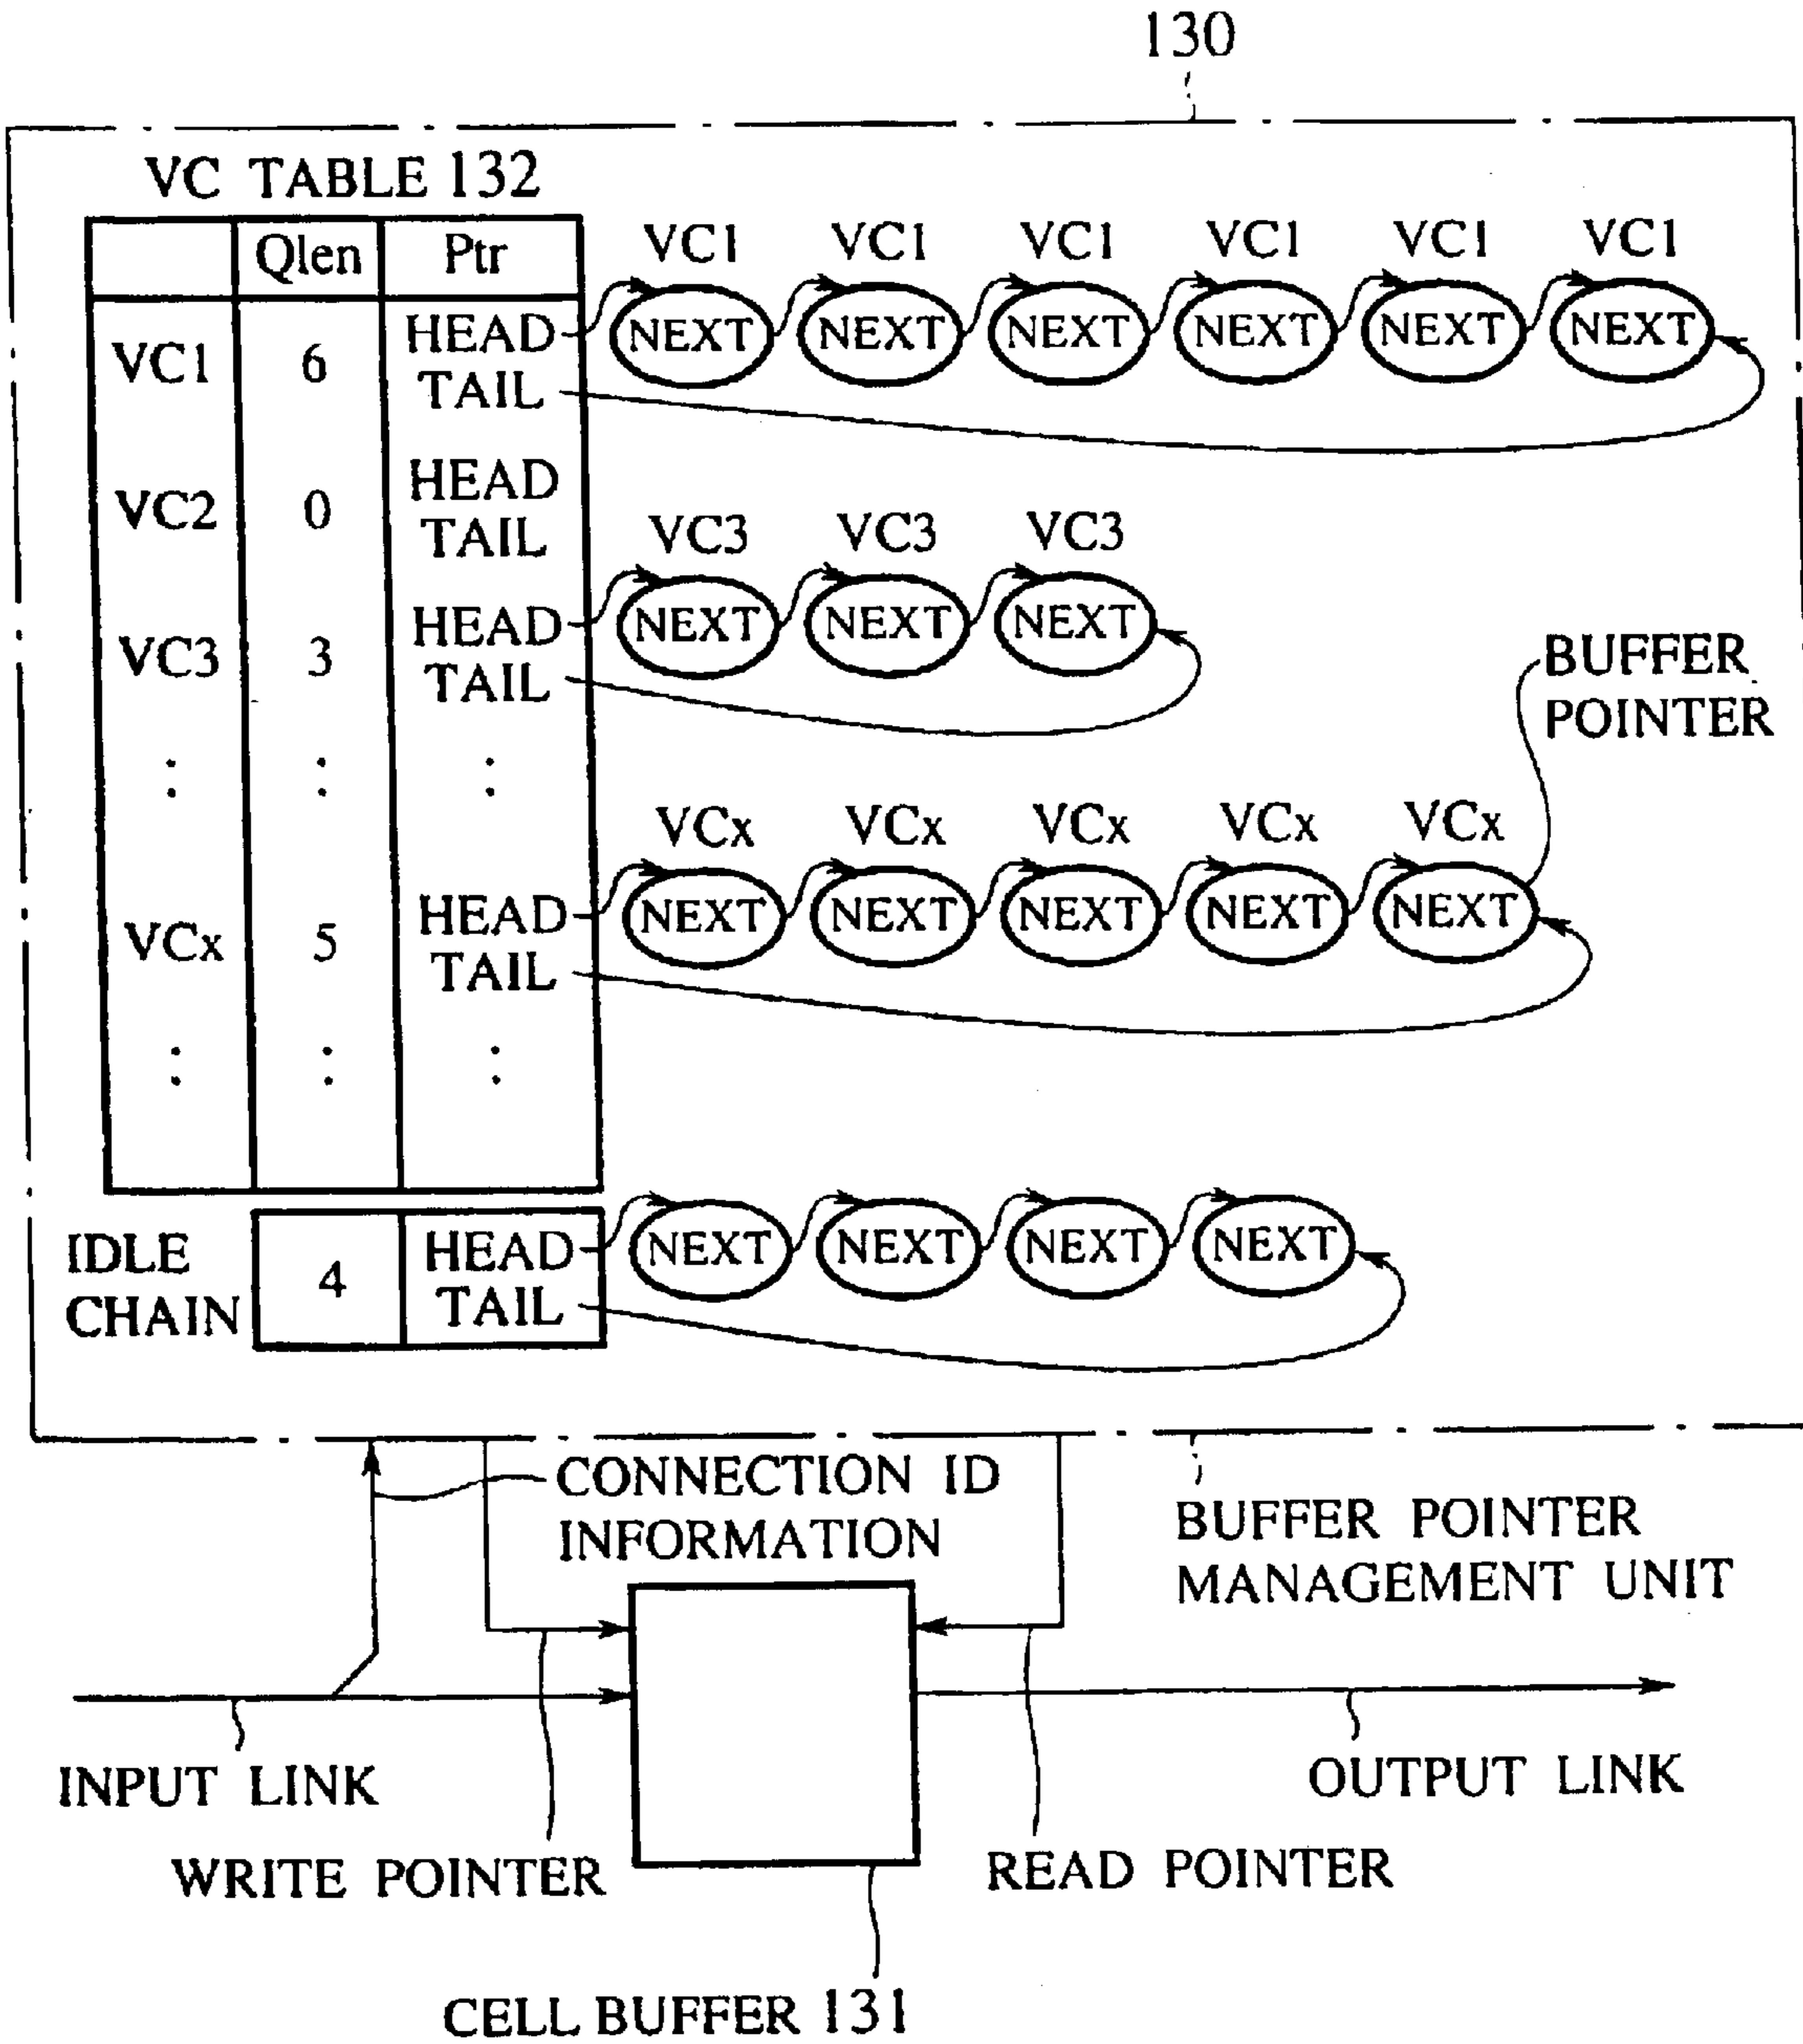 130
VC TABLE 132
Qlen Ptr
VC1 VC1 VC1 VC1 VC1 VC1
HEAD NEXT NEXT NEXT NEXT NEXT NEXT
VC1 6
TAIL
HEAD
VC2 0
TAIL
VC3 VC3 VC3
HEAD NEXT NEXT NEXT
VC3 3
TAIL
BUFFER
POINTER
: : :
VCx VCx VCx VCx VCx
HEAD NEXT NEXT NEXT NEXT NEXT
VCx 5
TAIL
: : :
IDLE
CHAIN
4
HEAD NEXT NEXT NEXT NEXT
TAIL
CONNECTION ID
INFORMATION
BUFFER POINTER
MANAGEMENT UNIT
INPUT LINK
OUTPUT LINK
WRITE POINTER
READ POINTER
CELL BUFFER 131